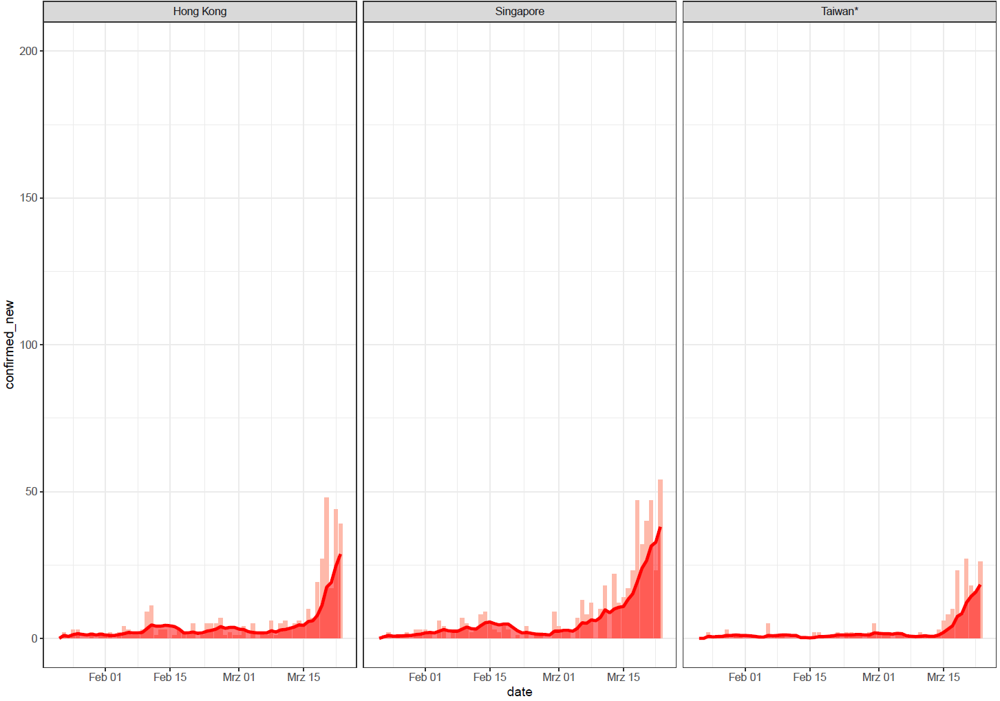 Hong Kong Singapore Taiwan*
200
150
100
50
0
confirmed_new
Feb 01 Feb 15 Mrz 01 Mrz 15 Feb 01 Feb 15 Mrz 01 Mrz 15 Feb 01 Feb 15 Mrz 01 Mrz 15
date